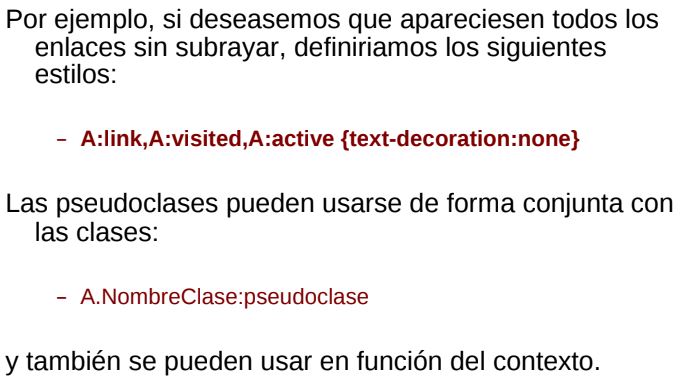 Por ejemplo, si deseasemos que apareciesen todos los
enlaces sin subrayar, definiriamos los siguientes
estilos:
– A:link,A:visited,A:active {text-decoration:none}
Las pseudoclases pueden usarse de forma conjunta con
las clases:
– A.NombreClase:pseudoclase
y también se pueden usar en función del contexto.